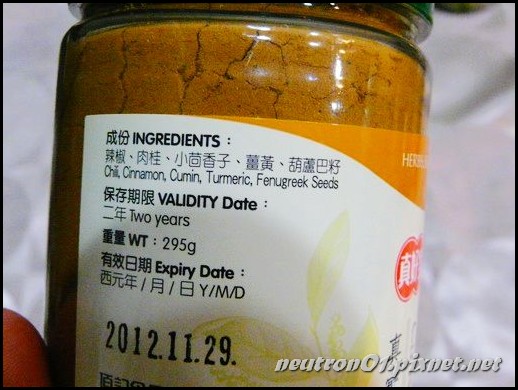 成份 INGREDIENTS：
辣椒、肉桂、小茴香子、薑黃、葫蘆巴籽
Chili, Cinnamon, Cumin, Turmeric, Fenugreek Seeds
保存期限 VALIDITY Date：
二年 Two years
重量 WT：295g
有效日期 Expiry Date：
西元年/月/日 Y/M/D
2012.11.29.
HERB
真
neutron01.pixnet.net